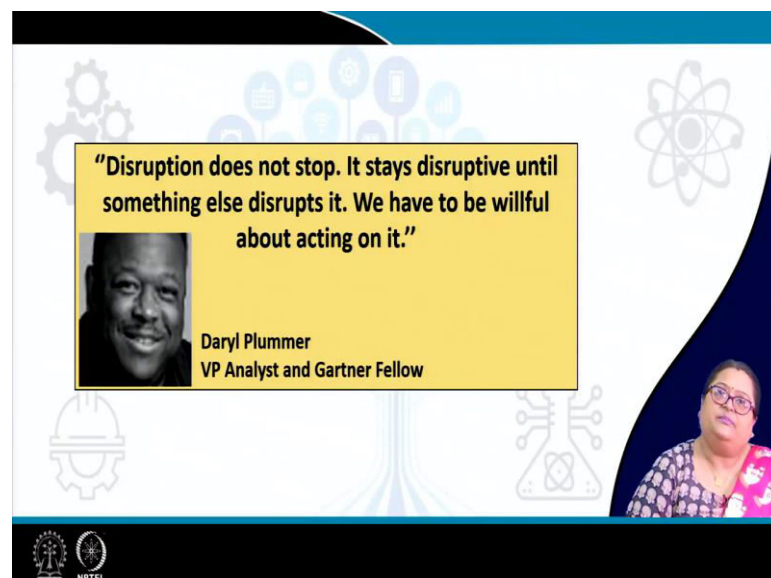 “Disruption does not stop. It stays disruptive until
something else disrupts it. We have to be willful
about acting on it.”
Daryl Plummer
VP Analyst and Gartner Fellow
NPTEL